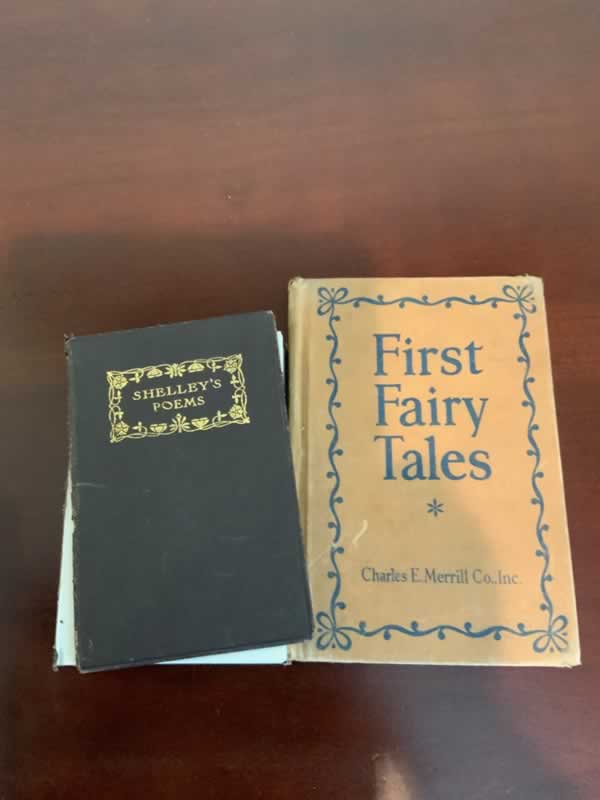 SHELLEY'S
POEMS
First
Fairy
Tales
*
Charles E. Merrill Co., Inc.